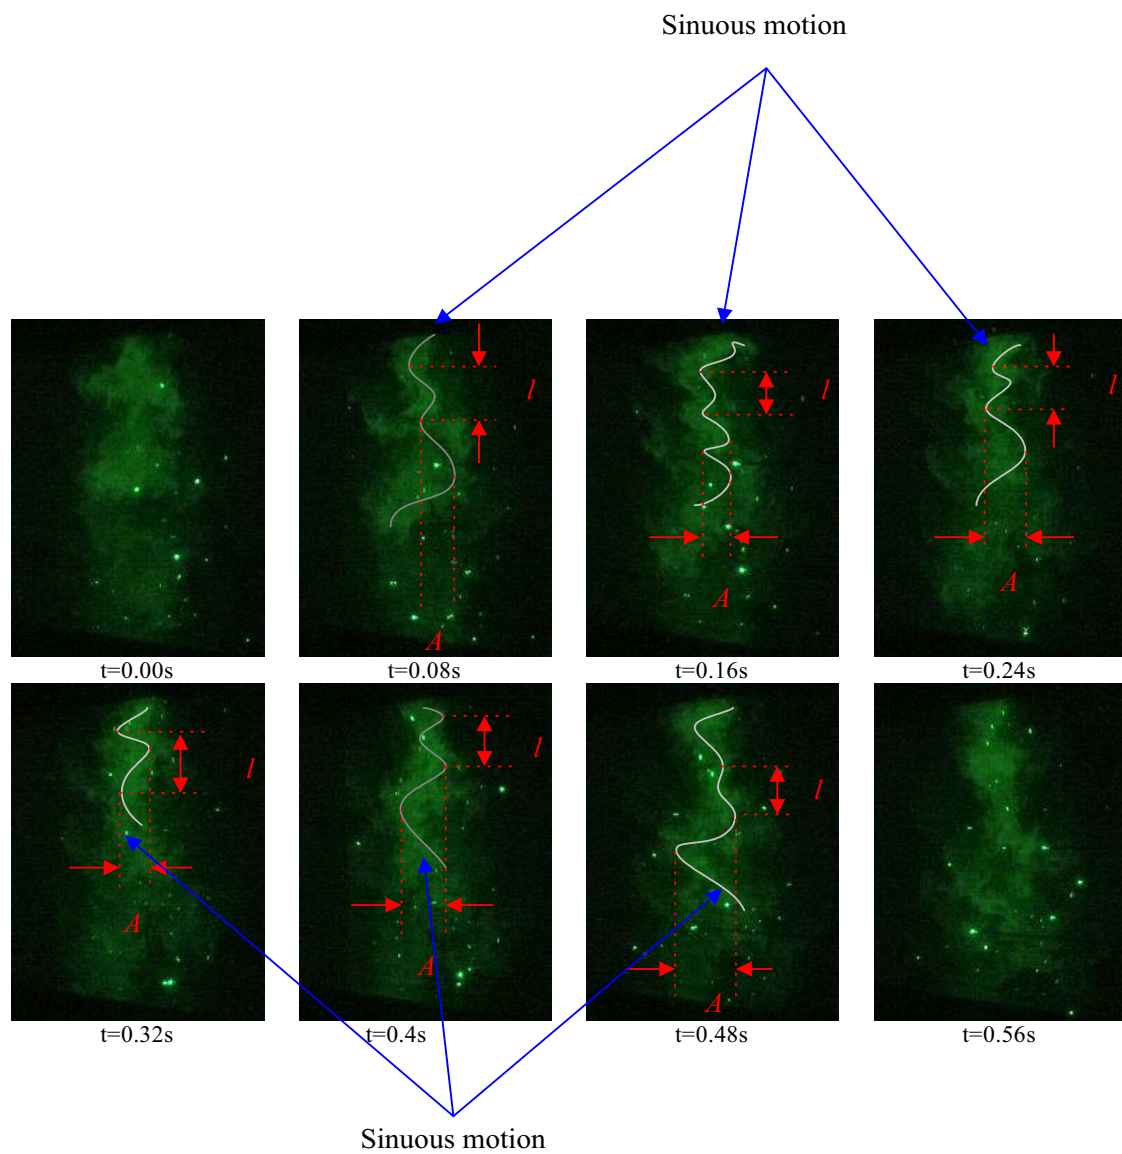 Sinuous motion
l
l
l
A
A
A
t=0.00s
t=0.08s
t=0.16s
t=0.24s
l
l
l
A
A
A
t=0.32s
t=0.4s
t=0.48s
t=0.56s
Sinuous motion